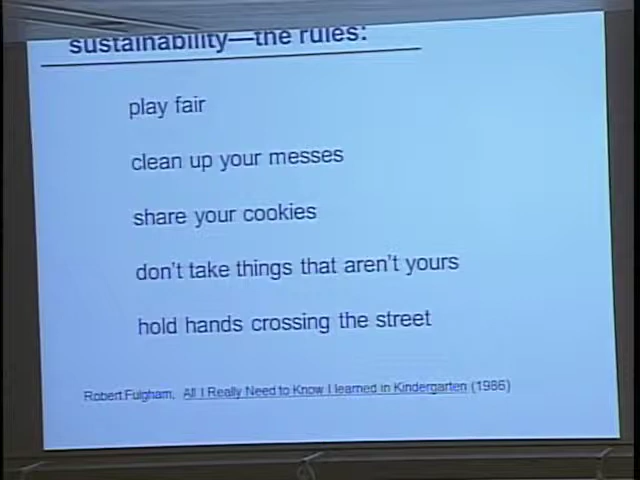 sustainability—the rules:
play fair
clean up your messes
share your cookies
don't take things that aren't yours
hold hands crossing the street
Robert Fulgham, All I Really Need to Know I learned in Kindergarten (1986)